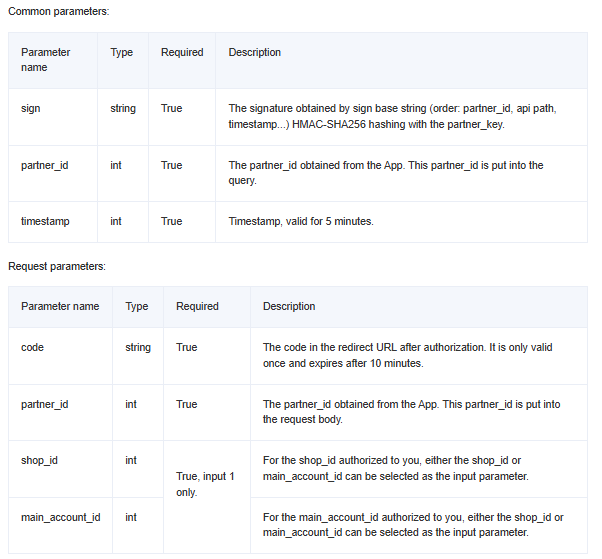 Common parameters:
Parameter name Type Required Description
sign string True The signature obtained by sign base string (order: partner_id, api path,
timestamp...) HMAC-SHA256 hashing with the partner_key.
partner_id int True The partner_id obtained from the App. This partner_id is put into the
query.
timestamp int True Timestamp, valid for 5 minutes.
Request parameters:
Parameter name Type Required Description
code string True The code in the redirect URL after authorization. It is only valid
once and expires after 10 minutes.
partner_id int True The partner_id obtained from the App. This partner_id is put into
the request body.
shop_id int True, input 1 only. For the shop_id authorized to you, either the shop_id or
main_account_id can be selected as the input parameter.
main_account_id int For the main_account_id authorized to you, either the shop_id or
main_account_id can be selected as the input parameter.